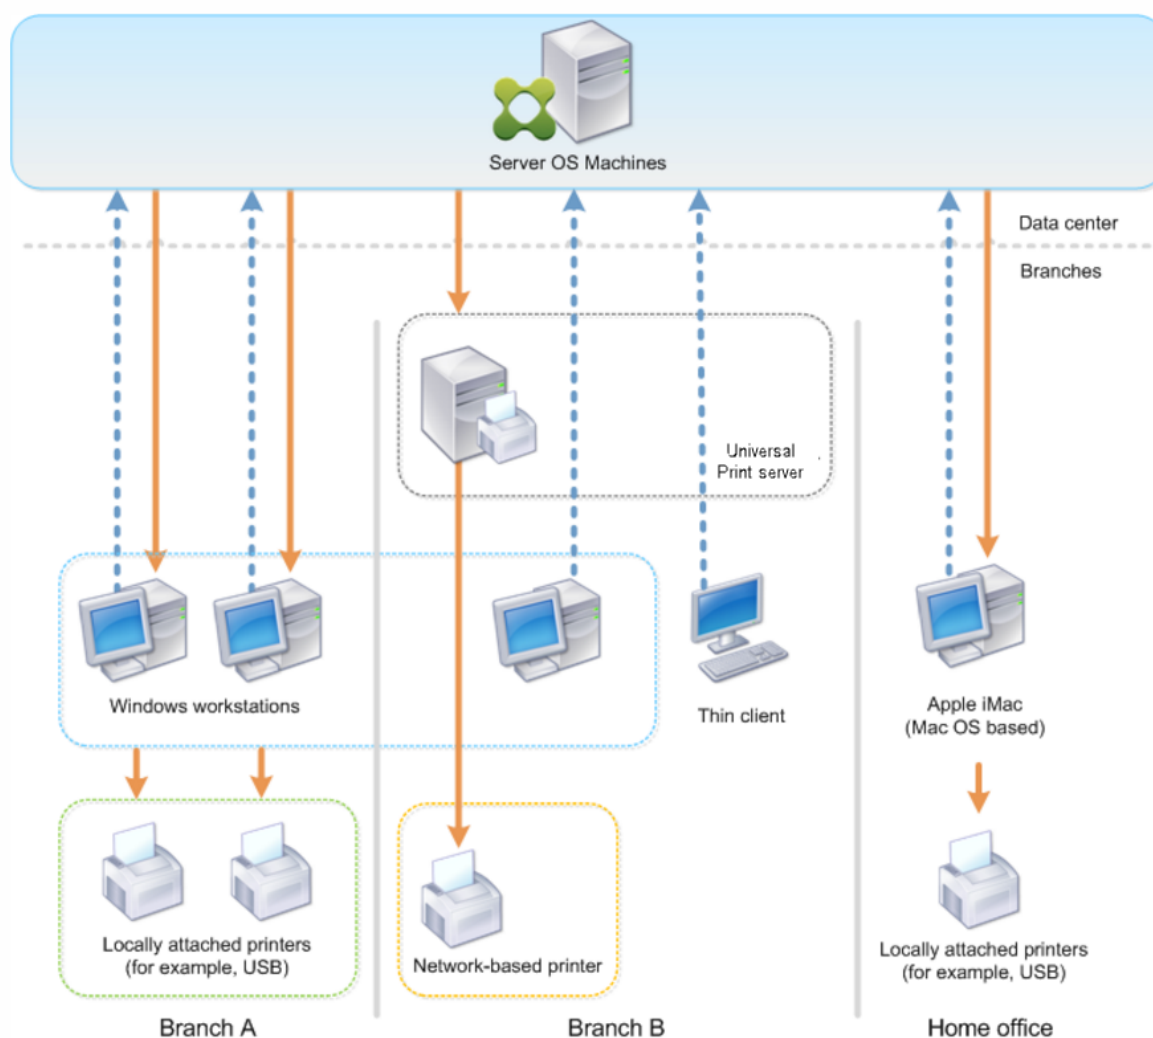 Server OS Machines
Data center
Branches
Universal
Print server
Windows workstations
Thin client
Apple iMac
(Mac OS based)
Locally attached printers
(for example, USB)
Network-based printer
Locally attached printers
(for example, USB)
Branch A
Branch B
Home office